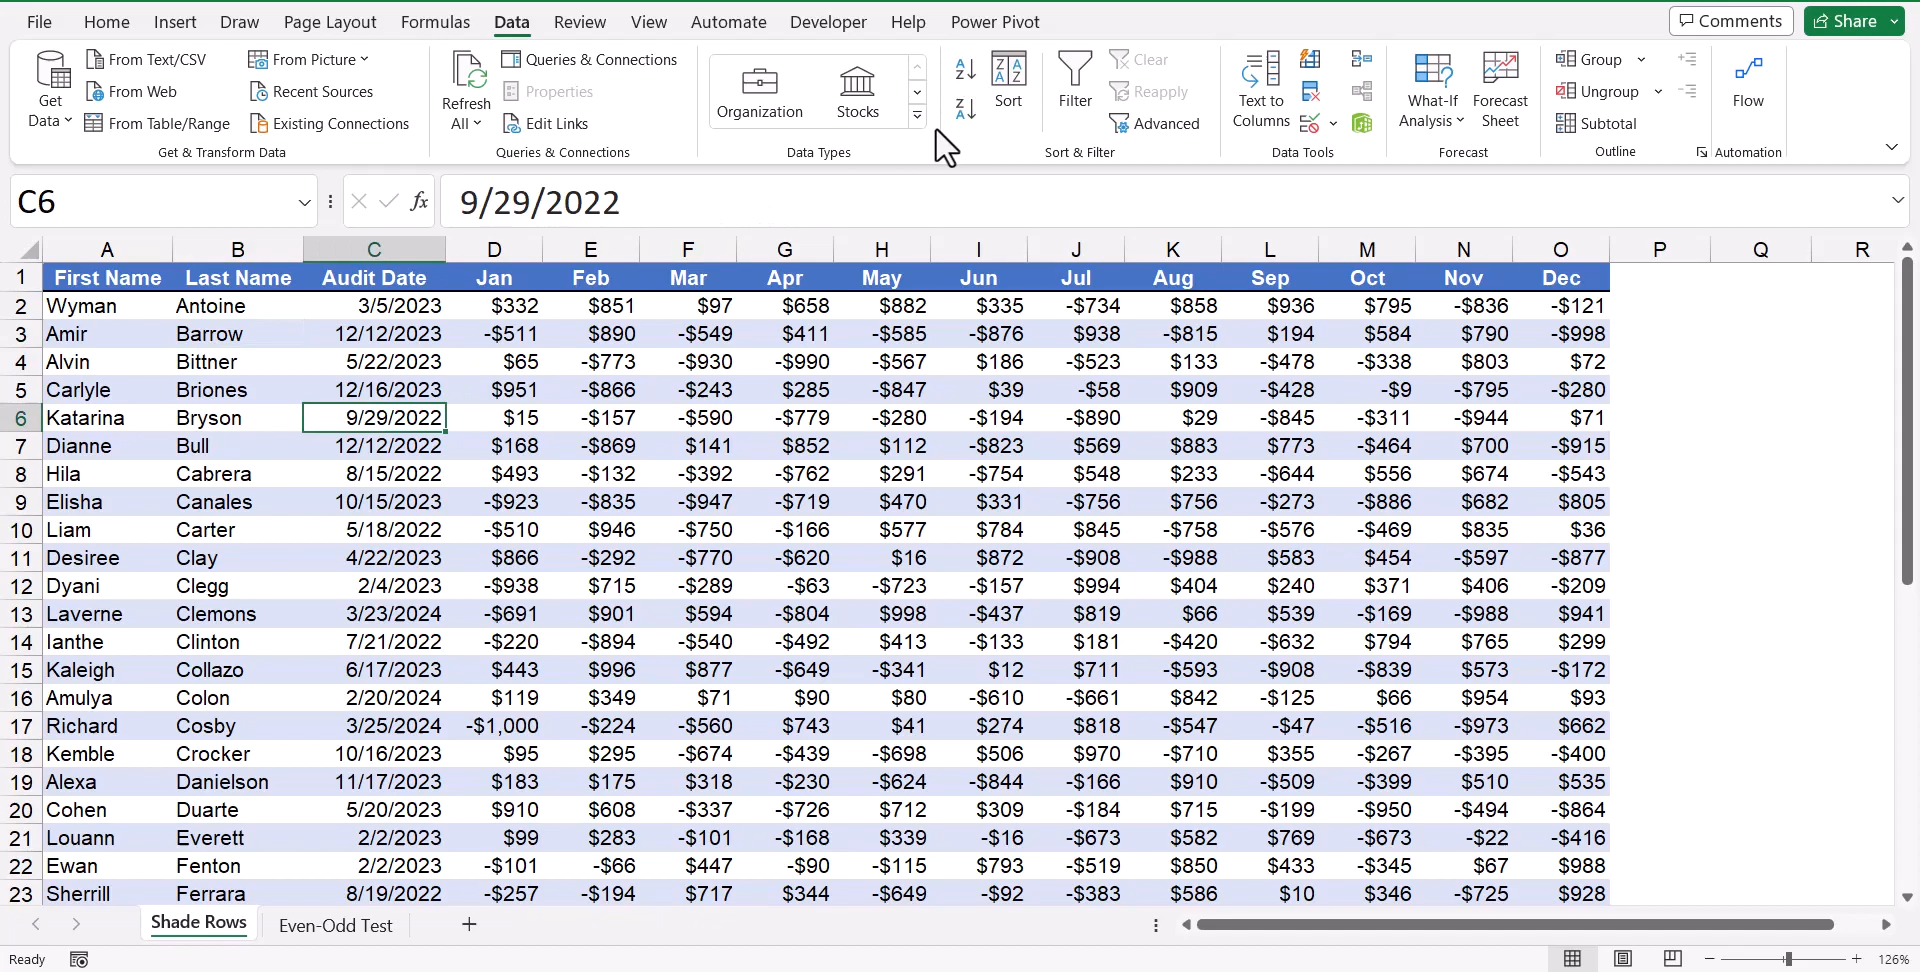 File Home Insert Draw Page Layout Formulas Data Review View Automate Developer Help Power Pivot Comments Share
Get Data
From Text/CSV
From Web
From Table/Range
From Picture
Recent Sources
Existing Connections
Get & Transform Data
Refresh All
Queries & Connections
Properties
Edit Links
Queries & Connections
Organization
Stocks
Data Types
Sort
Filter
Clear
Reapply
Advanced
Sort & Filter
Text to Columns
Data Tools
What-If Analysis
Forecast Sheet
Forecast
Group
Ungroup
Subtotal
Outline
Flow
Automation
C6 fx 9/29/2022
A B C D E F G H I J K L M N O P Q R
1 First Name Last Name Audit Date Jan Feb Mar Apr May Jun Jul Aug Sep Oct Nov Dec
2 Wyman Antoine 3/5/2023 $332 $851 $97 $658 $882 $335 -$734 $858 $936 $795 -$836 -$121
3 Amir Barrow 12/12/2023 -$511 $890 -$549 $411 -$585 -$876 $938 -$815 $194 $584 $790 -$998
4 Alvin Bittner 5/22/2023 $65 -$773 -$930 -$990 -$567 $186 -$523 $133 -$478 -$338 $803 $72
5 Carlyle Briones 12/16/2023 $951 -$866 -$243 $285 -$847 $39 -$58 $909 -$428 -$9 -$795 -$280
6 Katarina Bryson 9/29/2022 $15 -$157 -$590 -$779 -$280 -$194 -$890 $29 -$845 -$311 -$944 $71
7 Dianne Bull 12/12/2022 $168 -$869 $141 $852 $112 -$823 $569 $883 $773 -$464 $700 -$915
8 Hila Cabrera 8/15/2022 $493 -$132 -$392 -$762 $291 -$754 $548 $233 -$644 $556 $674 -$543
9 Elisha Canales 10/15/2023 -$923 -$835 -$947 -$719 $470 $331 -$756 $756 -$273 -$886 $682 $805
10 Liam Carter 5/18/2022 -$510 $946 -$750 -$166 $577 $784 $845 -$758 -$576 -$469 $835 $36
11 Desiree Clay 4/22/2023 $866 -$292 -$770 -$620 $16 $872 -$908 -$988 $583 $454 -$597 -$877
12 Dyani Clegg 2/4/2023 -$938 $715 -$289 -$63 -$723 -$157 $994 $404 $240 $371 $406 -$209
13 Laverne Clemons 3/23/2024 -$691 $901 $594 -$804 $998 -$437 $819 $66 $539 -$169 -$988 $941
14 Ianthe Clinton 7/21/2022 -$220 -$894 -$540 -$492 $413 -$133 $181 -$420 -$632 $794 $765 $299
15 Kaleigh Collazo 6/17/2023 $443 $996 $877 -$649 -$341 $12 $711 -$593 -$908 -$839 $573 -$172
16 Amulya Colon 2/20/2024 $119 $349 $71 $90 $80 -$610 -$661 $842 -$125 $66 $954 $93
17 Richard Cosby 3/25/2024 -$1,000 -$224 -$560 $743 $41 $274 $818 -$547 -$47 -$516 -$973 $662
18 Kemble Crocker 10/16/2023 $95 $295 -$674 -$439 -$698 $506 $970 -$710 $355 -$267 -$395 -$400
19 Alexa Danielson 11/17/2023 $183 $175 $318 -$230 -$624 -$844 -$166 $910 -$509 -$399 $510 $535
20 Cohen Duarte 5/20/2023 $910 $608 -$337 -$726 $712 $309 -$184 $715 -$199 -$950 -$494 -$864
21 Louann Everett 2/2/2023 $99 $283 -$101 -$168 $339 -$16 -$673 $582 $769 -$673 -$22 -$416
22 Ewan Fenton 2/2/2023 -$101 -$66 $447 -$90 -$115 $793 -$519 $850 $433 -$345 $67 $988
23 Sherrill Ferrara 8/19/2022 -$257 -$194 $717 $344 -$649 -$92 -$383 $586 $10 $346 -$725 $928
Shade Rows Even-Odd Test
Ready 126%